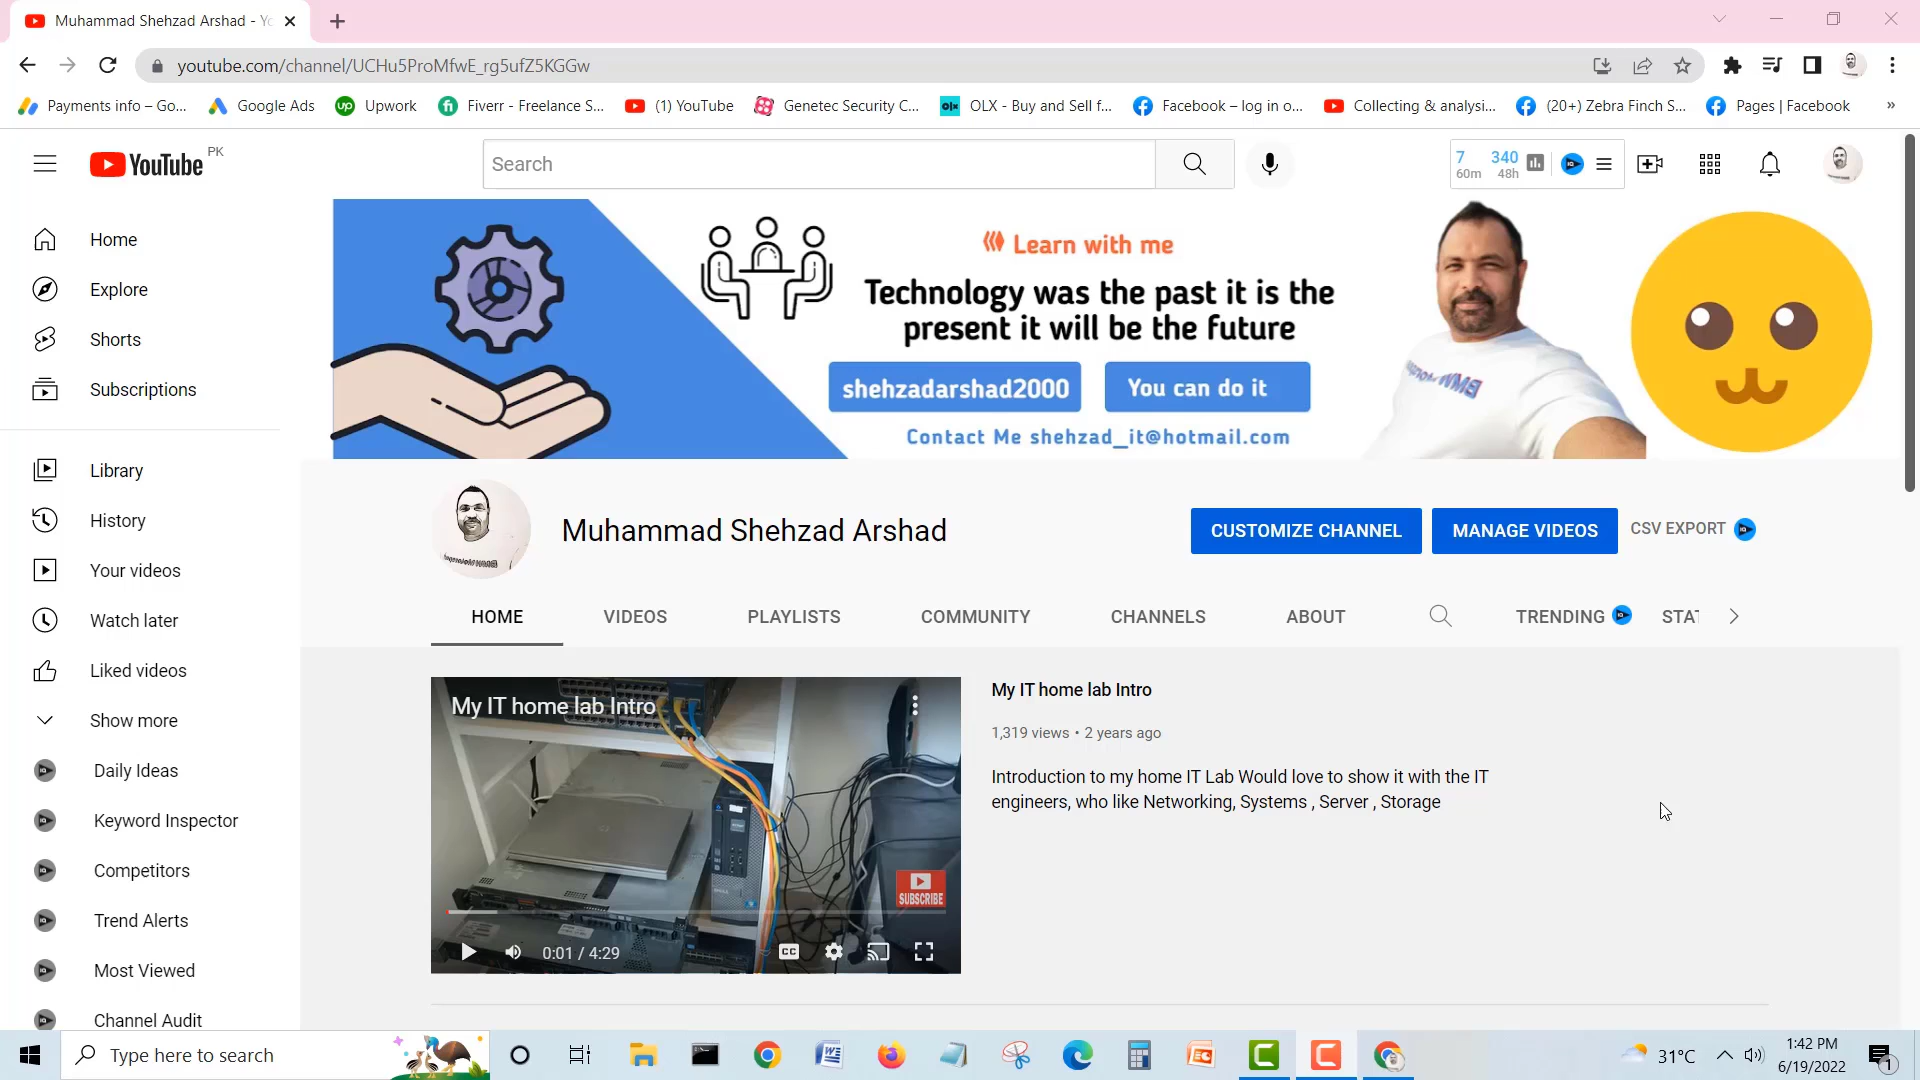 Muhammad Shehzad Arshad - Yo
youtube.com/channel/UCHu5ProMfwE_rg5ufZ5KGGw
Payments info – Go...
Google Ads
Upwork
Fiverr - Freelance S...
(1) YouTube
Genetec Security C...
OLX - Buy and Sell f...
Facebook – log in o...
Collecting & analysi...
(20+) Zebra Finch S...
Pages | Facebook
»
YouTube PK
Search
7 340
60m 48h
Home
Explore
Shorts
Subscriptions
Library
History
Your videos
Watch later
Liked videos
Show more
Daily Ideas
Keyword Inspector
Competitors
Trend Alerts
Most Viewed
Channel Audit
Learn with me
Technology was the past it is the
present it will be the future
shehzadarshad2000
You can do it
Contact Me shehzad_it@hotmail.com
Muhammad Shehzad Arshad
CUSTOMIZE CHANNEL
MANAGE VIDEOS
CSV EXPORT
HOME
VIDEOS
PLAYLISTS
COMMUNITY
CHANNELS
ABOUT
TRENDING
STAT
My IT home lab Intro
SUBSCRIBE
0:01 / 4:29
CC
My IT home lab Intro
1,319 views • 2 years ago
Introduction to my home IT Lab Would love to show it with the IT
engineers, who like Networking, Systems , Server , Storage
Type here to search
31°C
1:42 PM
6/19/2022
1